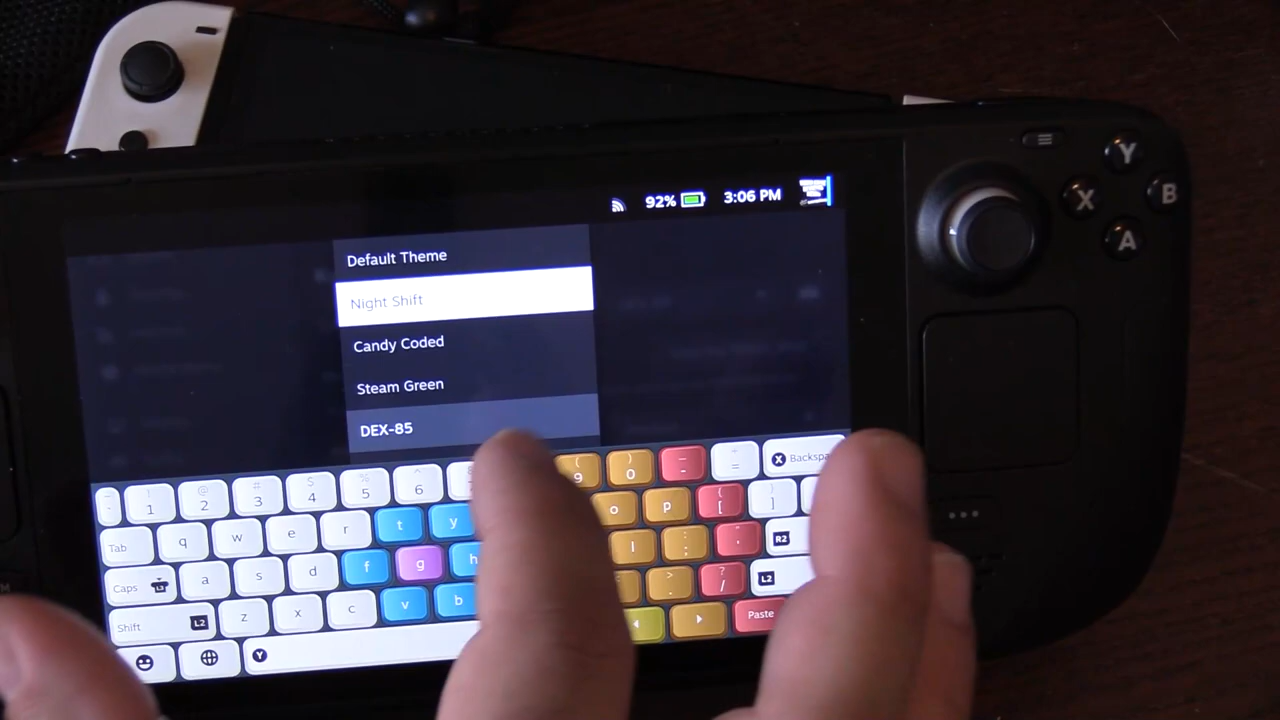 92% 3:06 PM
Default Theme
Night Shift
Candy Coded
Steam Green
DEX-85
Y
X B
A
! @ # $ % ^ ( ) _ +
1 2 3 4 5 6 9 0 - = X Backspa
Tab q w e r t y o p { [ } ]
Caps a s d f g h l : ; ' R2
Shift L2 z x c v b > . ? / L2
Y Paste